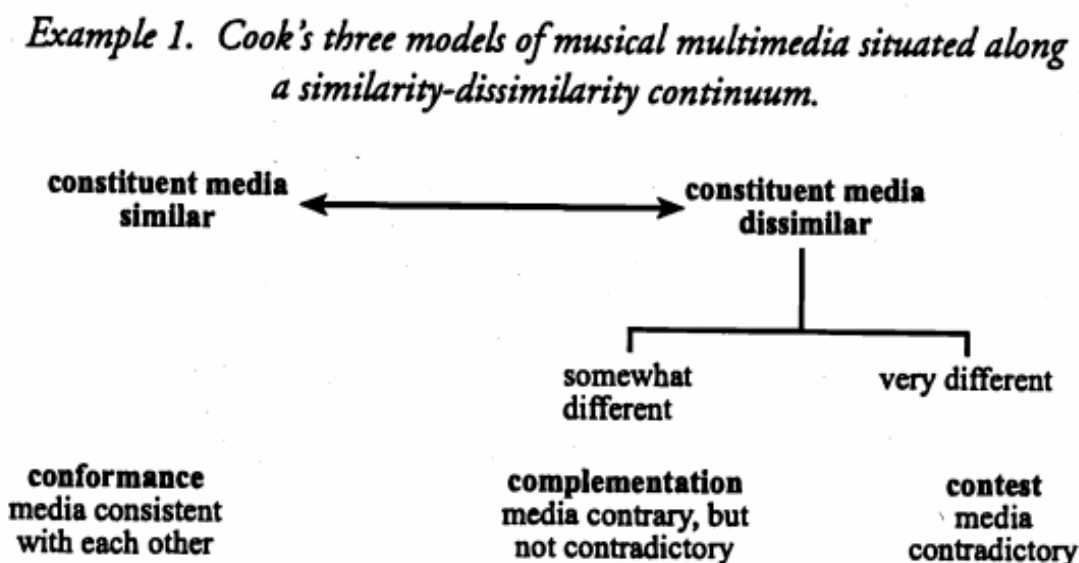 Example 1. Cook's three models of musical multimedia situated along
a similarity-dissimilarity continuum.
constituent media
similar
constituent media
dissimilar
somewhat
different
very different
conformance
media consistent
with each other
complementation
media contrary, but
not contradictory
contest
media
contradictory